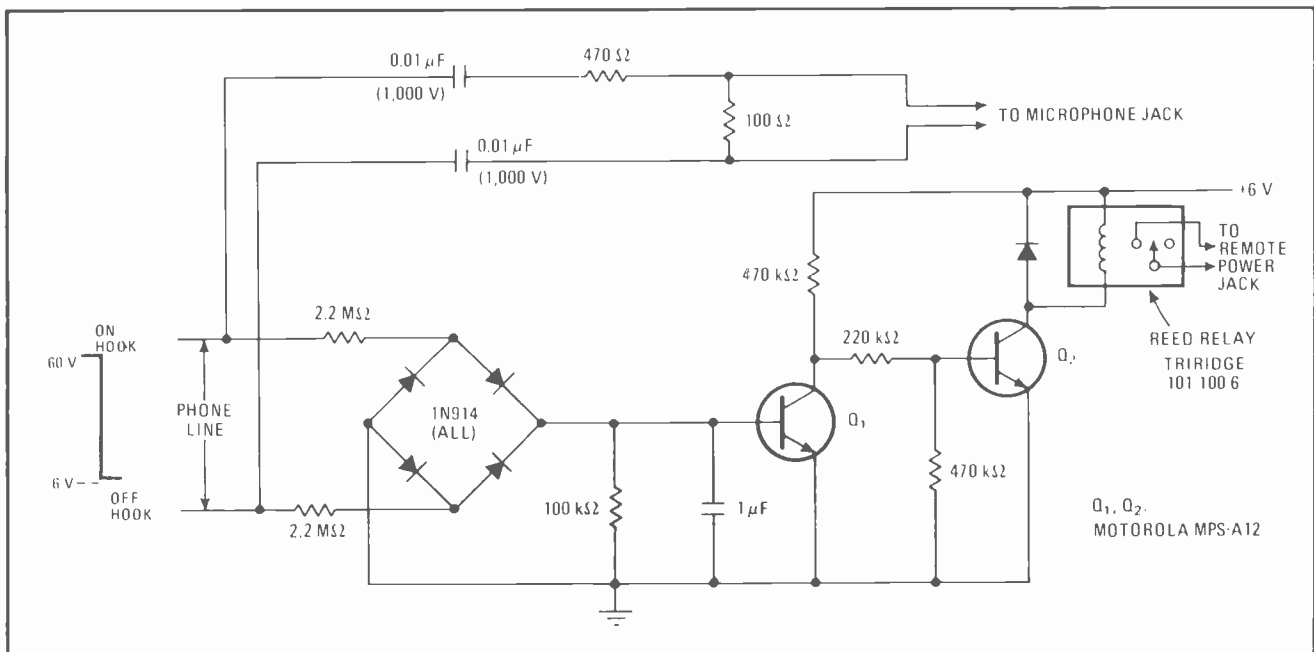 0.01 µF
(1,000 V)
470 Ω
100 Ω
TO MICROPHONE JACK
0.01 µF
(1,000 V)
+6 V
TO
REMOTE
POWER
JACK
470 kΩ
2.2 MΩ
ON
HOOK
60 V
220 kΩ
Q2
REED RELAY
TRIRIDGE
101 100 6
PHONE
LINE
1N914
(ALL)
Q1
6 V
OFF
HOOK
2.2 MΩ
100 kΩ
1 µF
470 kΩ
Q1, Q2.
MOTOROLA MPS-A12